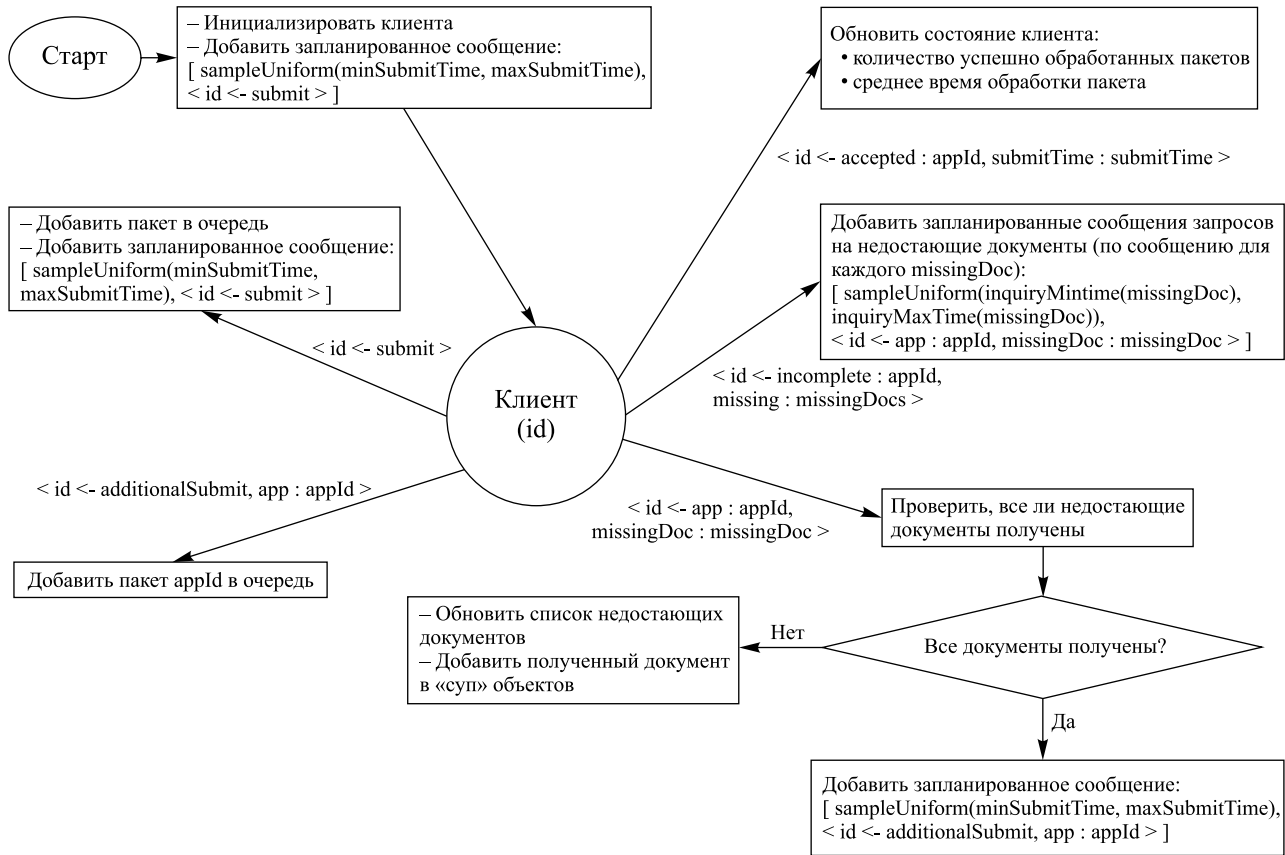 Старт
– Инициализировать клиента
– Добавить запланированное сообщение:
[ sampleUniform(minSubmitTime, maxSubmitTime),
< id <- submit > ]
Обновить состояние клиента:
• количество успешно обработанных пакетов
• среднее время обработки пакета
< id <- accepted : appId, submitTime : submitTime >
– Добавить пакет в очередь
– Добавить запланированное сообщение:
[ sampleUniform(minSubmitTime,
maxSubmitTime), < id <- submit > ]
Добавить запланированные сообщения запросов
на недостающие документы (по сообщению для
каждого missingDoc):
[ sampleUniform(inquiryMintime(missingDoc),
inquiryMaxTime(missingDoc)),
< id <- app : appId, missingDoc : missingDoc > ]
< id <- submit >
< id <- incomplete : appId,
missing : missingDocs >
Клиент
(id)
< id <- additionalSubmit, app : appId >
< id <- app : appId,
missingDoc : missingDoc >
Проверить, все ли недостающие
документы получены
Добавить пакет appId в очередь
– Обновить список недостающих
документов
– Добавить полученный документ
в «суп» объектов
Нет
Все документы получены?
Да
Добавить запланированное сообщение:
[ sampleUniform(minSubmitTime, maxSubmitTime),
< id <- additionalSubmit, app : appId > ]